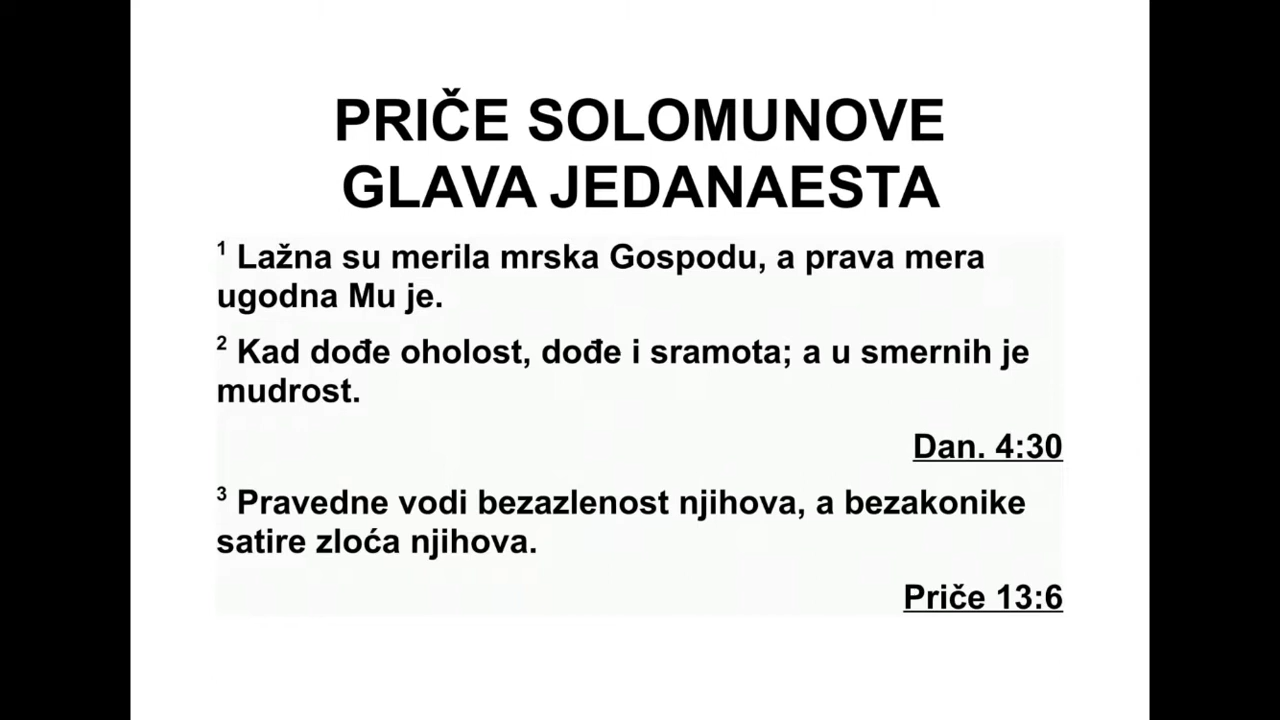 PRIČE SOLOMUNOVE
GLAVA JEDANAESTA
1 Lažna su merila mrska Gospodu, a prava mera
ugodna Mu je.
2 Kad dođe oholost, dođe i sramota; a u smernih je
mudrost.
Dan. 4:30
3 Pravedne vodi bezazlenost njihova, a bezakonike
satire zloća njihova.
Priče 13:6